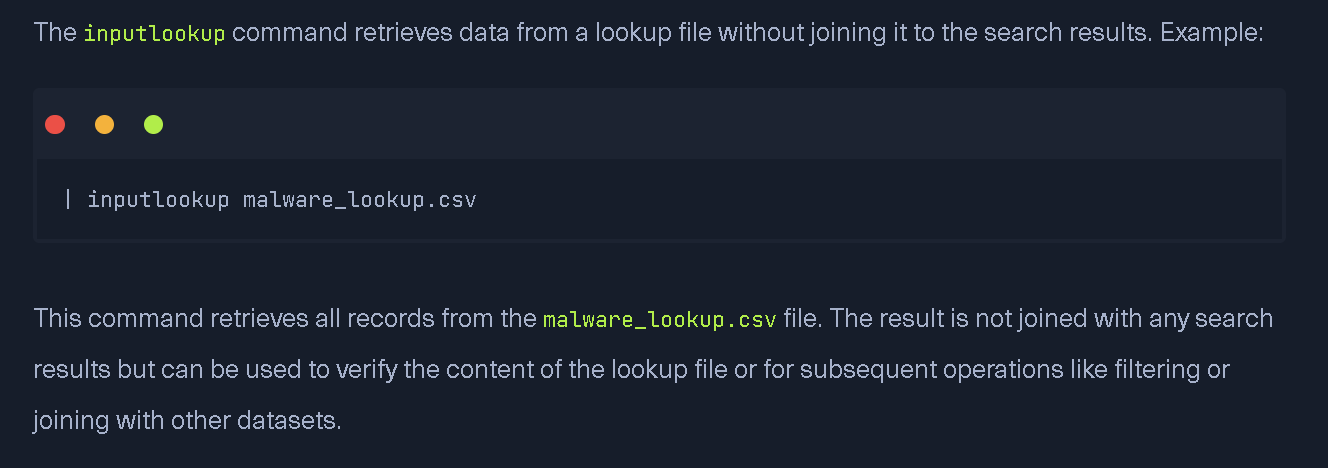 The inputlookup command retrieves data from a lookup file without joining it to the search results. Example:
| inputlookup malware_lookup.csv
This command retrieves all records from the malware_lookup.csv file. The result is not joined with any search
results but can be used to verify the content of the lookup file or for subsequent operations like filtering or
joining with other datasets.